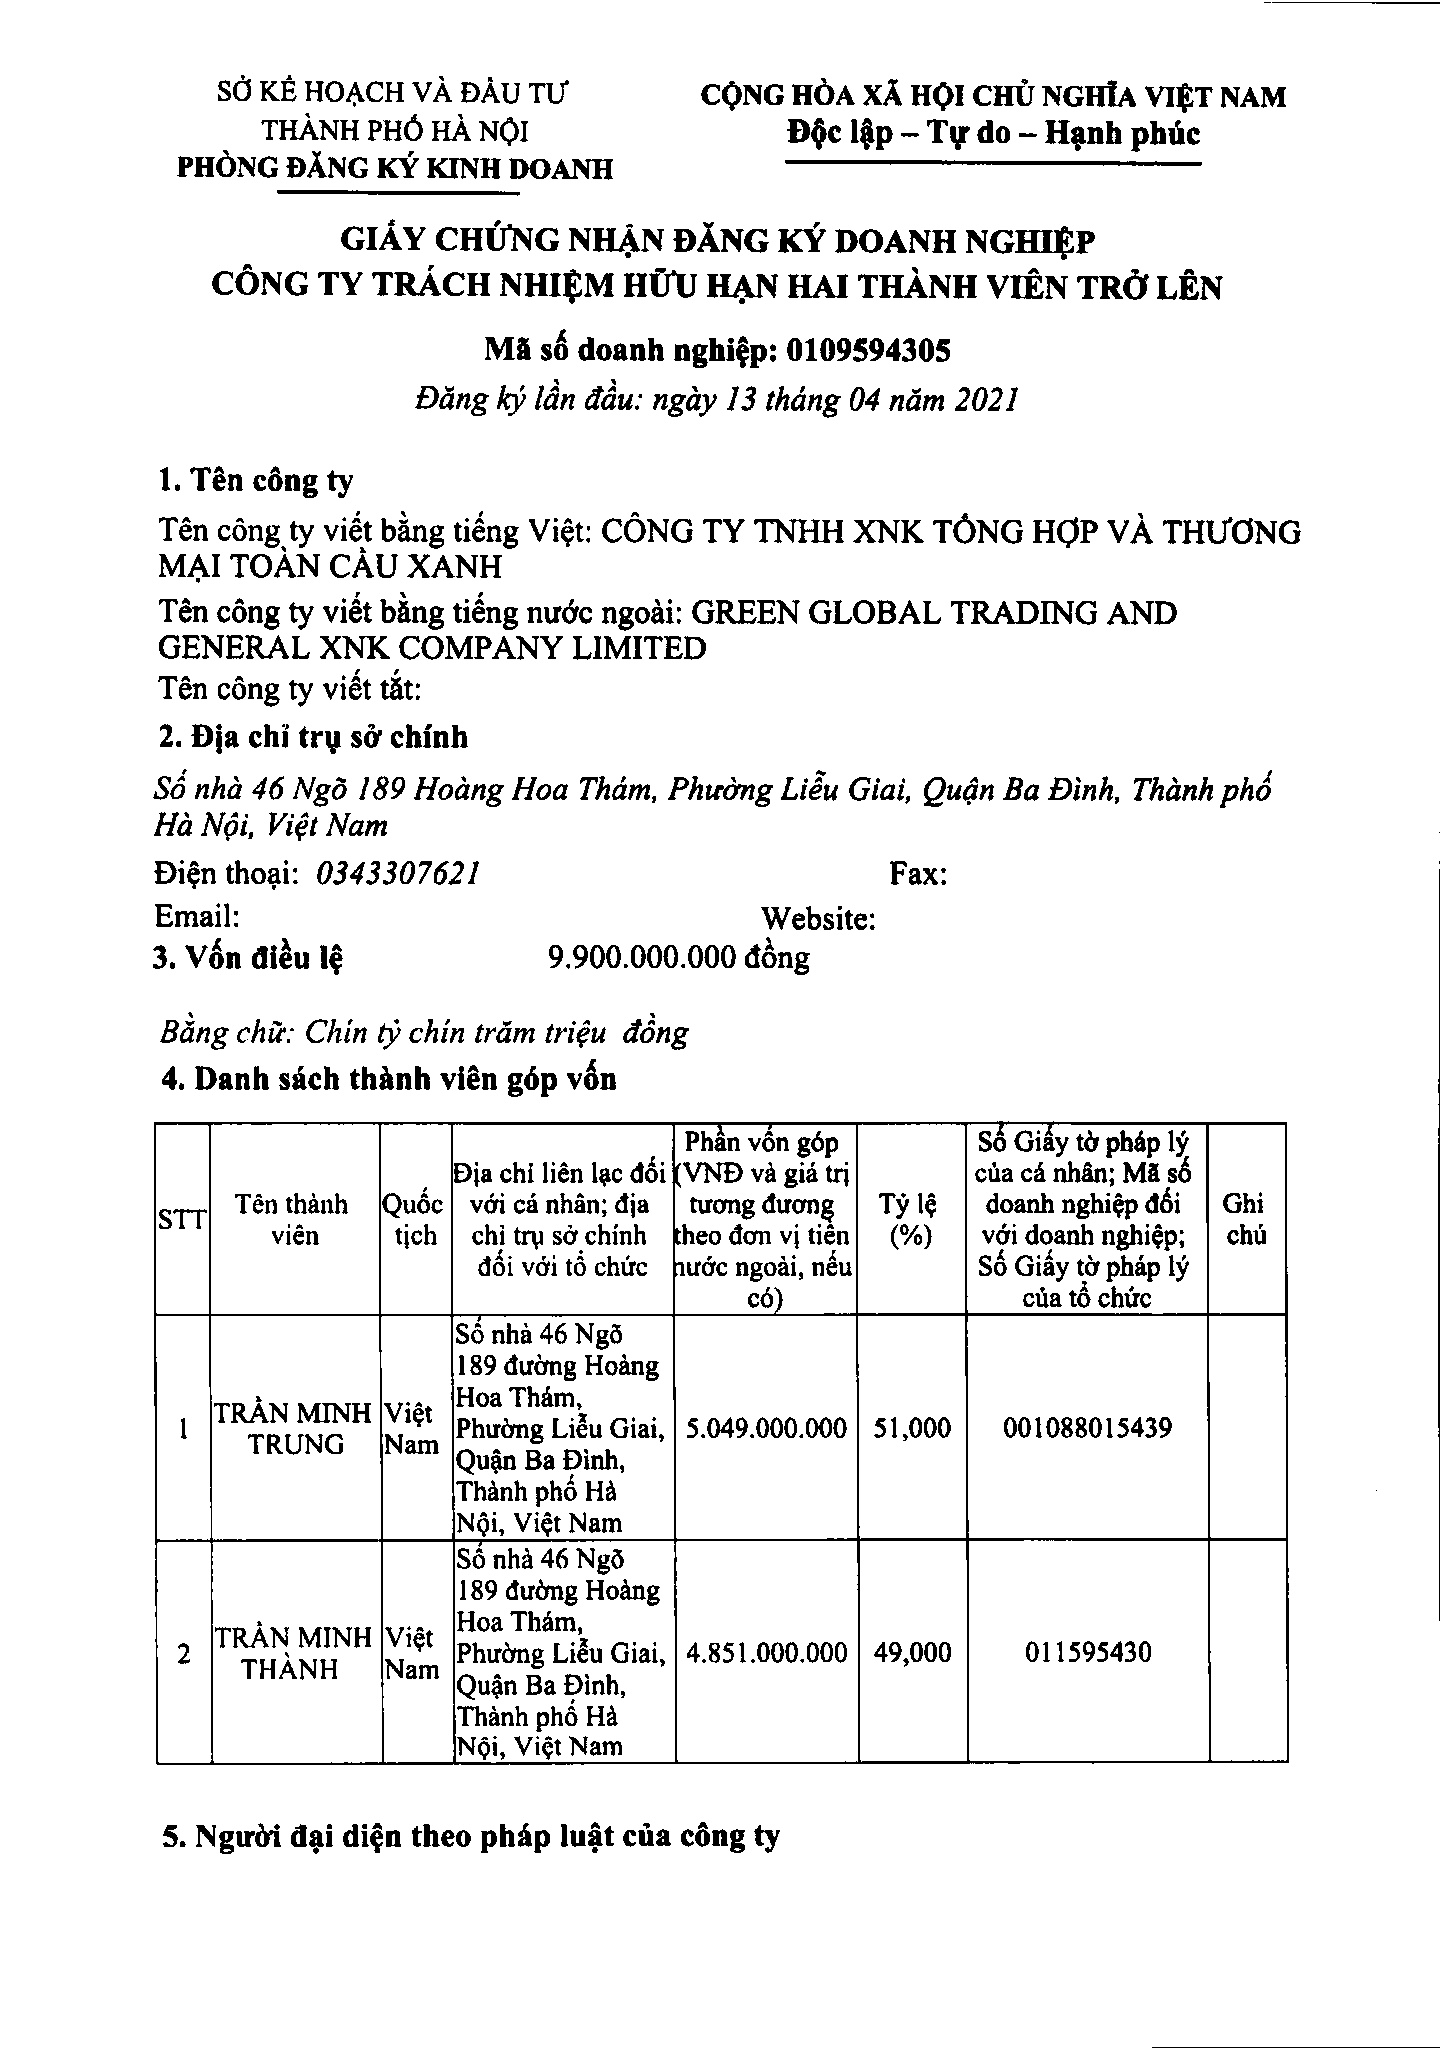 SỞ KẾ HOẠCH VÀ ĐẦU TƯ
THÀNH PHỐ HÀ NỘI
PHÒNG ĐĂNG KÝ KINH DOANH
CỘNG HÒA XÃ HỘI CHỦ NGHĨA VIỆT NAM
Độc lập – Tự do – Hạnh phúc
GIẤY CHỨNG NHẬN ĐĂNG KÝ DOANH NGHIỆP
CÔNG TY TRÁCH NHIỆM HỮU HẠN HAI THÀNH VIÊN TRỞ LÊN
Mã số doanh nghiệp: 0109594305
Đăng ký lần đầu: ngày 13 tháng 04 năm 2021
1. Tên công ty
Tên công ty viết bằng tiếng Việt: CÔNG TY TNHH XNK TỔNG HỢP VÀ THƯƠNG
MẠI TOÀN CẦU XANH
Tên công ty viết bằng tiếng nước ngoài: GREEN GLOBAL TRADING AND
GENERAL XNK COMPANY LIMITED
Tên công ty viết tắt:
2. Địa chỉ trụ sở chính
Số nhà 46 Ngõ 189 Hoàng Hoa Thám, Phường Liễu Giai, Quận Ba Đình, Thành phố
Hà Nội, Việt Nam
Điện thoại: 0343307621 Fax:
Email: Website:
3. Vốn điều lệ 9.900.000.000 đồng
Bằng chữ: Chín tỷ chín trăm triệu đồng
4. Danh sách thành viên góp vốn
STT
Tên thành
viên
Quốc
tịch
Địa chỉ liên lạc đối
với cá nhân; địa
chỉ trụ sở chính
đối với tổ chức
Phần vốn góp
(VNĐ và giá trị
tương đương
theo đơn vị tiền
nước ngoài, nếu
có)
Tỷ lệ
(%)
Số Giấy tờ pháp lý
của cá nhân; Mã số
doanh nghiệp đối
với doanh nghiệp;
Số Giấy tờ pháp lý
của tổ chức
Ghi
chú
1
TRẦN MINH
TRUNG
Việt
Nam
Số nhà 46 Ngõ
189 đường Hoàng
Hoa Thám,
Phường Liễu Giai,
Quận Ba Đình,
Thành phố Hà
Nội, Việt Nam
5.049.000.000
51,000
001088015439
2
TRẦN MINH
THÀNH
Việt
Nam
Số nhà 46 Ngõ
189 đường Hoàng
Hoa Thám,
Phường Liễu Giai,
Quận Ba Đình,
Thành phố Hà
Nội, Việt Nam
4.851.000.000
49,000
011595430
5. Người đại diện theo pháp luật của công ty